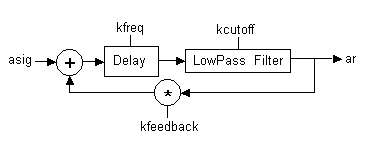 kfreq
kcutoff
asig
+
Delay
LowPass Filter
ar
*
kfeedback